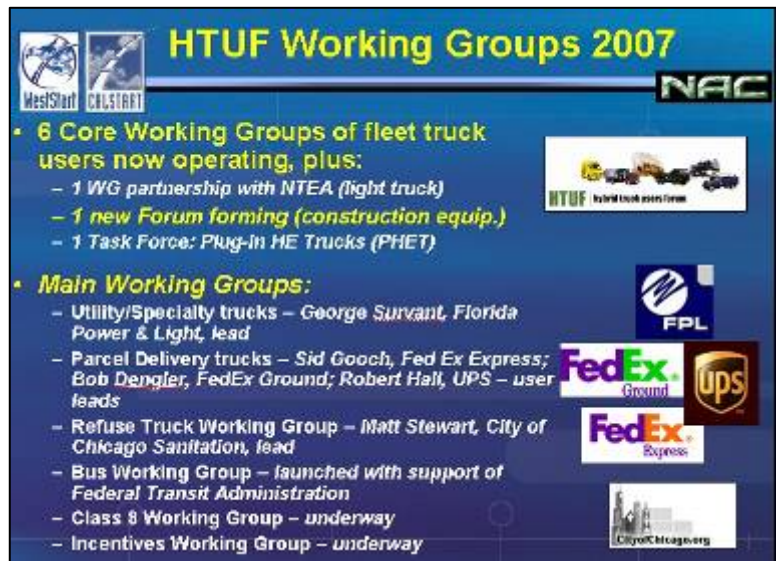 HTUF Working Groups 2007
WestStart
CALSTART
NAC
• 6 Core Working Groups of fleet truck
users now operating, plus:
– 1 WG partnership with NTEA (light truck)
– 1 new Forum forming (construction equip.)
– 1 Task Force: Plug-in HE Trucks (PHET)
HTUF hybrid truck users forum
• Main Working Groups:
– Utility/Specialty trucks – George Survant, Florida
Power & Light, lead
FPL
– Parcel Delivery trucks – Sid Gooch, Fed Ex Express;
Bob Dengler, FedEx Ground; Robert Hall, UPS – user
leads
FedEx
Ground
ups
– Refuse Truck Working Group – Matt Stewart, City of
Chicago Sanitation, lead
FedEx
Express
– Bus Working Group – launched with support of
Federal Transit Administration
– Class 8 Working Group – underway
– Incentives Working Group – underway
CityofChicago.org